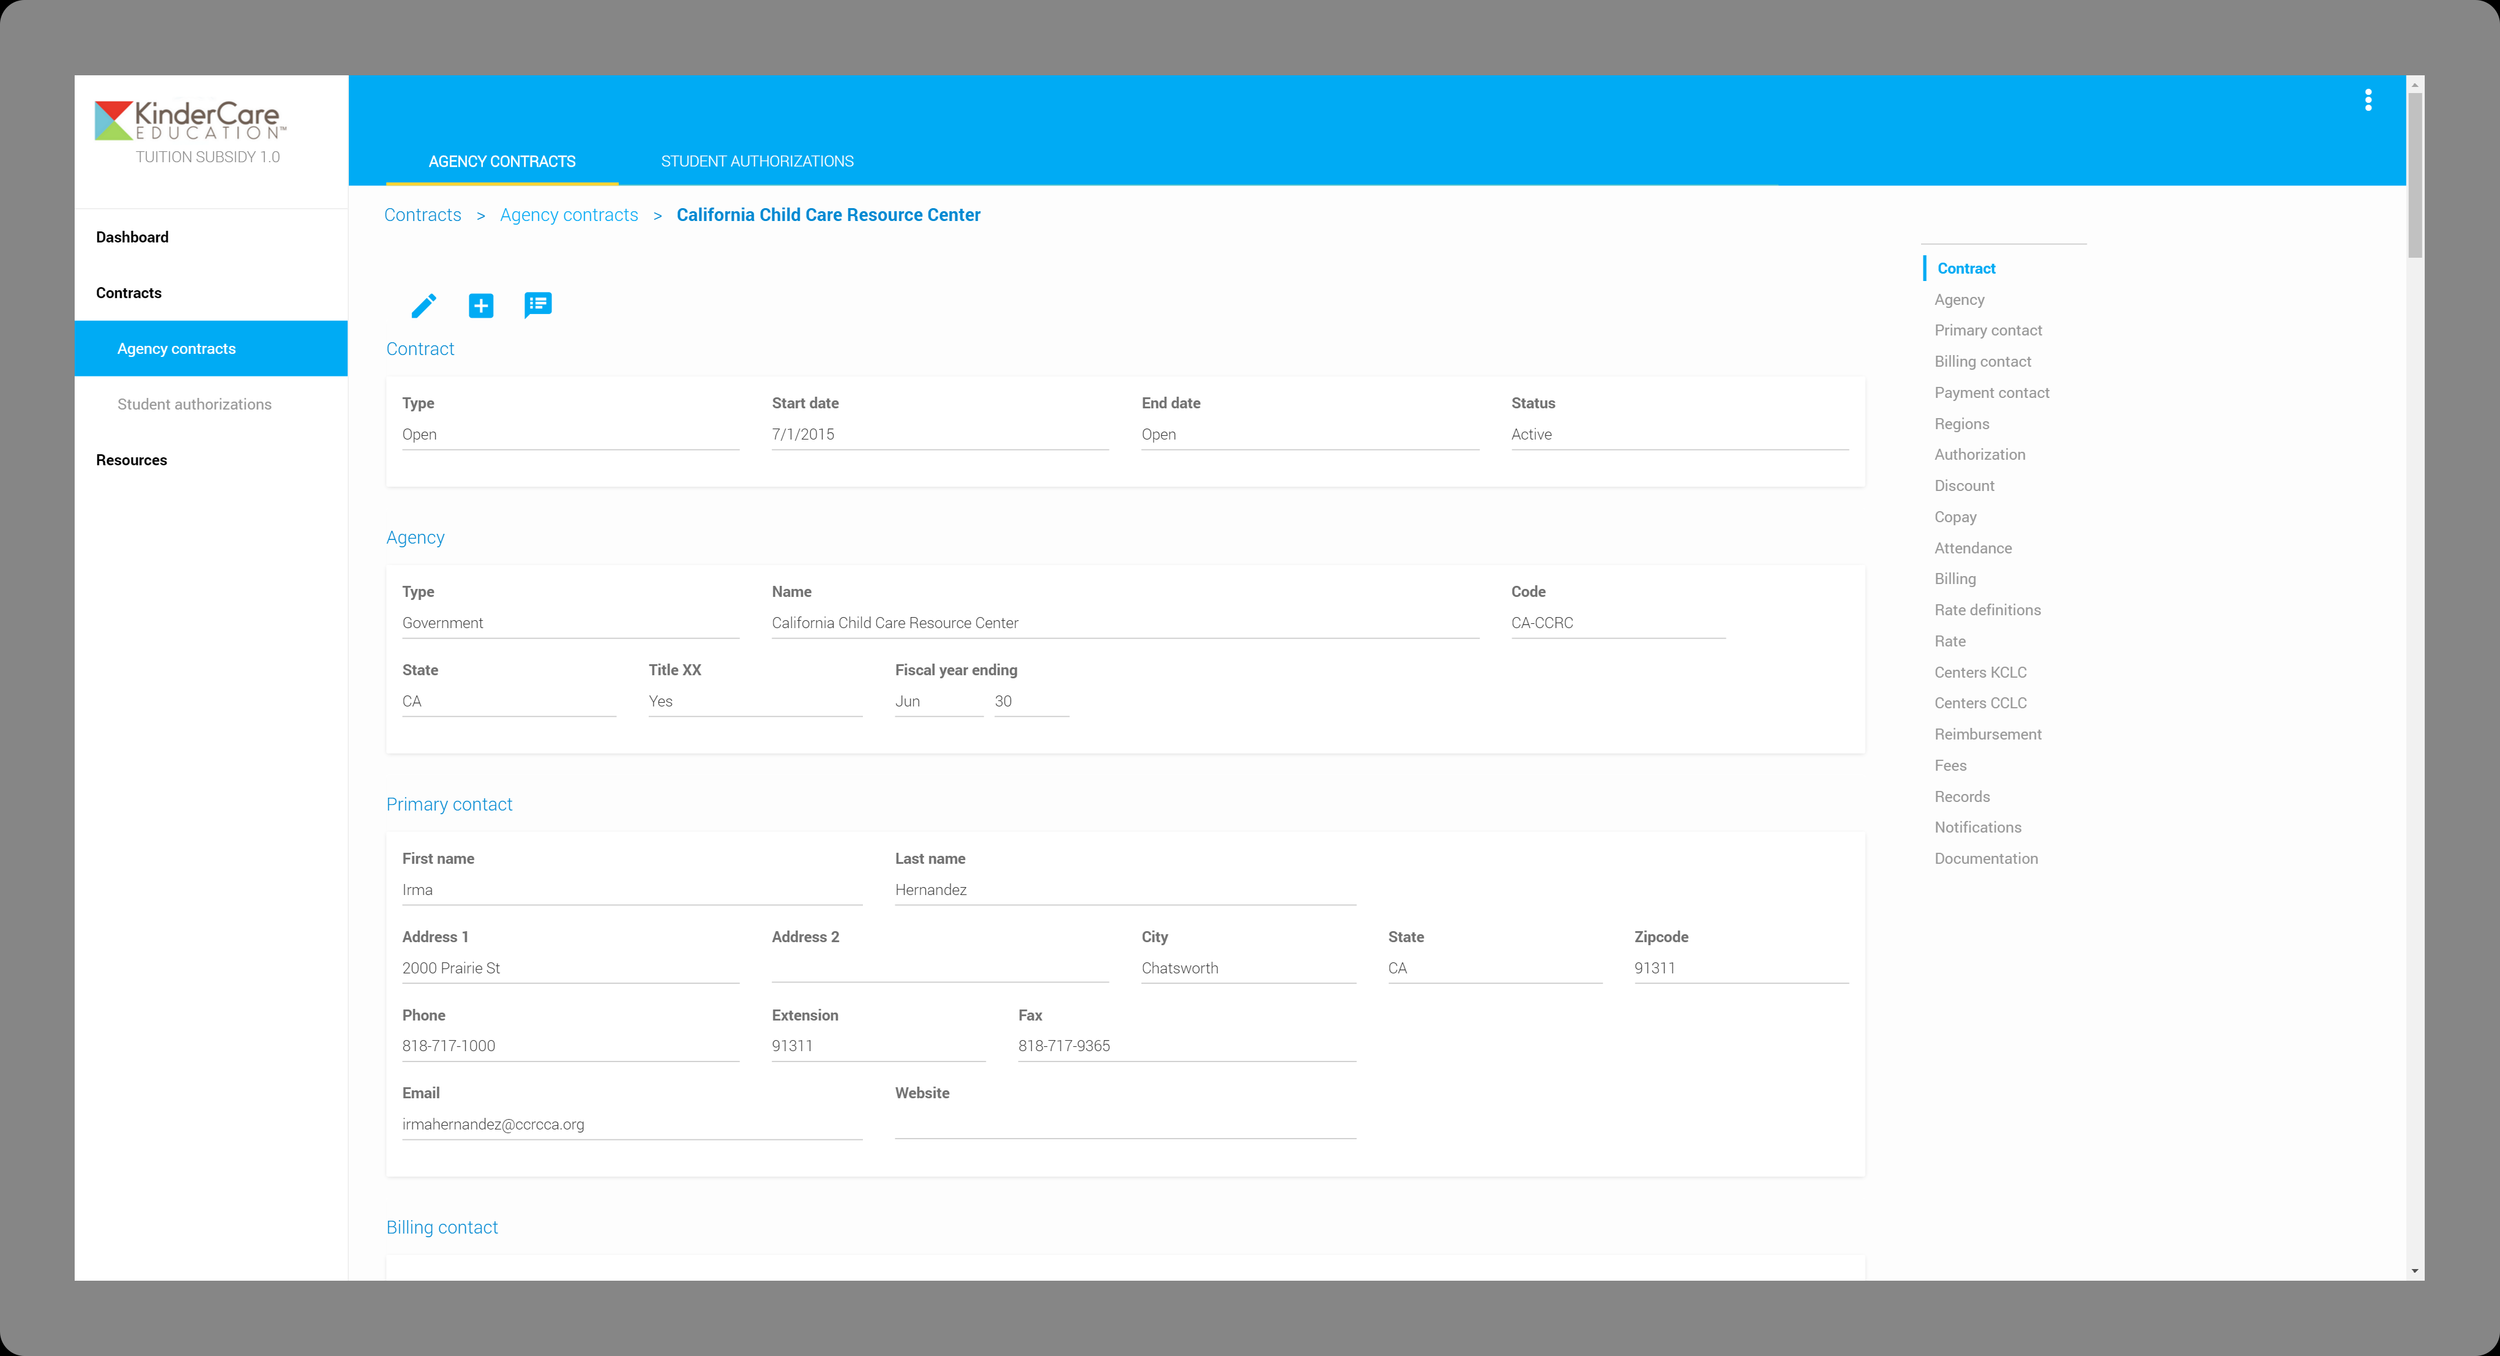 KinderCare
EDUCATION™
TUITION SUBSIDY 1.0
Dashboard
Contracts
Agency contracts
Student authorizations
Resources
AGENCY CONTRACTS STUDENT AUTHORIZATIONS
Contracts > Agency contracts > California Child Care Resource Center
Contract
Type Start date End date Status
Open 7/1/2015 Open Active
Agency
Type Name Code
Government California Child Care Resource Center CA-CCRC
State Title XX Fiscal year ending
CA Yes Jun 30
Primary contact
First name Last name
Irma Hernandez
Address 1 Address 2 City State Zipcode
2000 Prairie St Chatsworth CA 91311
Phone Extension Fax
818-717-1000 91311 818-717-9365
Email Website
irmahernandez@ccrcca.org
Billing contact
Contract
Agency
Primary contact
Billing contact
Payment contact
Regions
Authorization
Discount
Copay
Attendance
Billing
Rate definitions
Rate
Centers KCLC
Centers CCLC
Reimbursement
Fees
Records
Notifications
Documentation